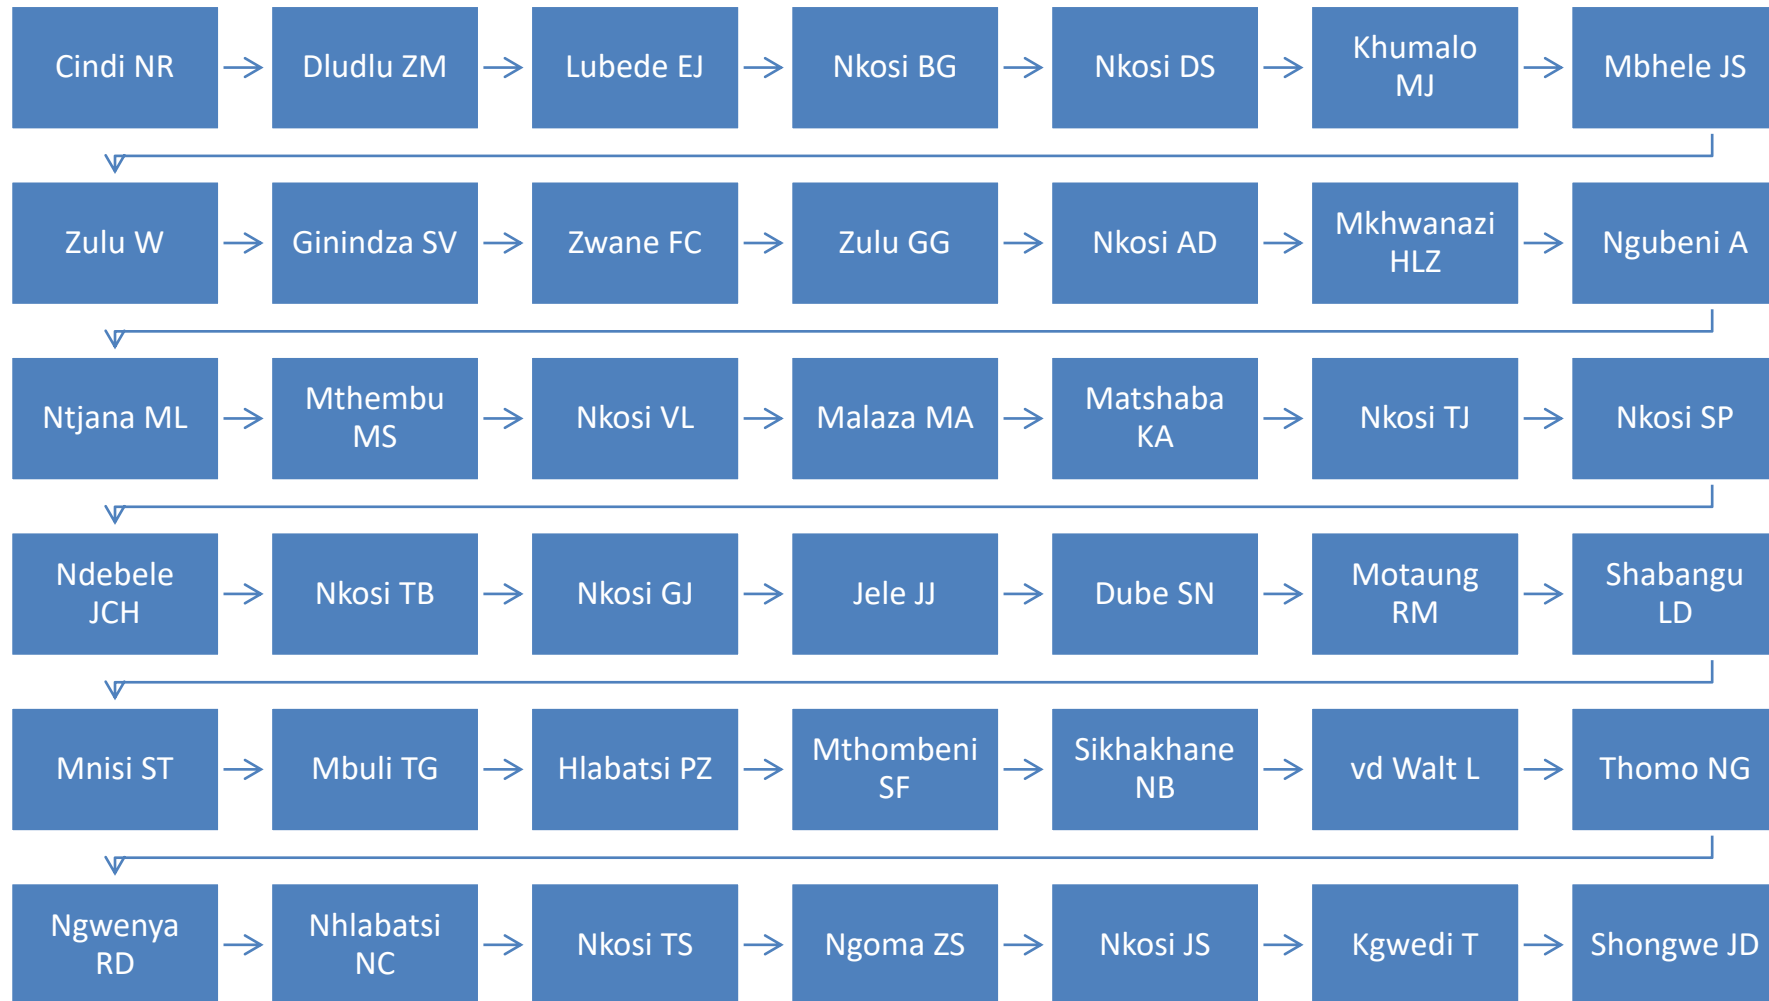 Cindi NR
Dludlu ZM
Lubede EJ
Nkosi BG
Nkosi DS
Khumalo
MJ
Mbhele JS
Zulu W
Ginindza SV
Zwane FC
Zulu GG
Nkosi AD
Mkhwanazi
HLZ
Ngubeni A
Ntjana ML
Mthembu
MS
Nkosi VL
Malaza MA
Matshaba
KA
Nkosi TJ
Nkosi SP
Ndebele
JCH
Nkosi TB
Nkosi GJ
Jele JJ
Dube SN
Motaung
RM
Shabangu
LD
Mnisi ST
Mbuli TG
Hlabatsi PZ
Mthombeni
SF
Sikhakhane
NB
vd Walt L
Thomo NG
Ngwenya
RD
Nhlabatsi
NC
Nkosi TS
Ngoma ZS
Nkosi JS
Kgwedi T
Shongwe JD